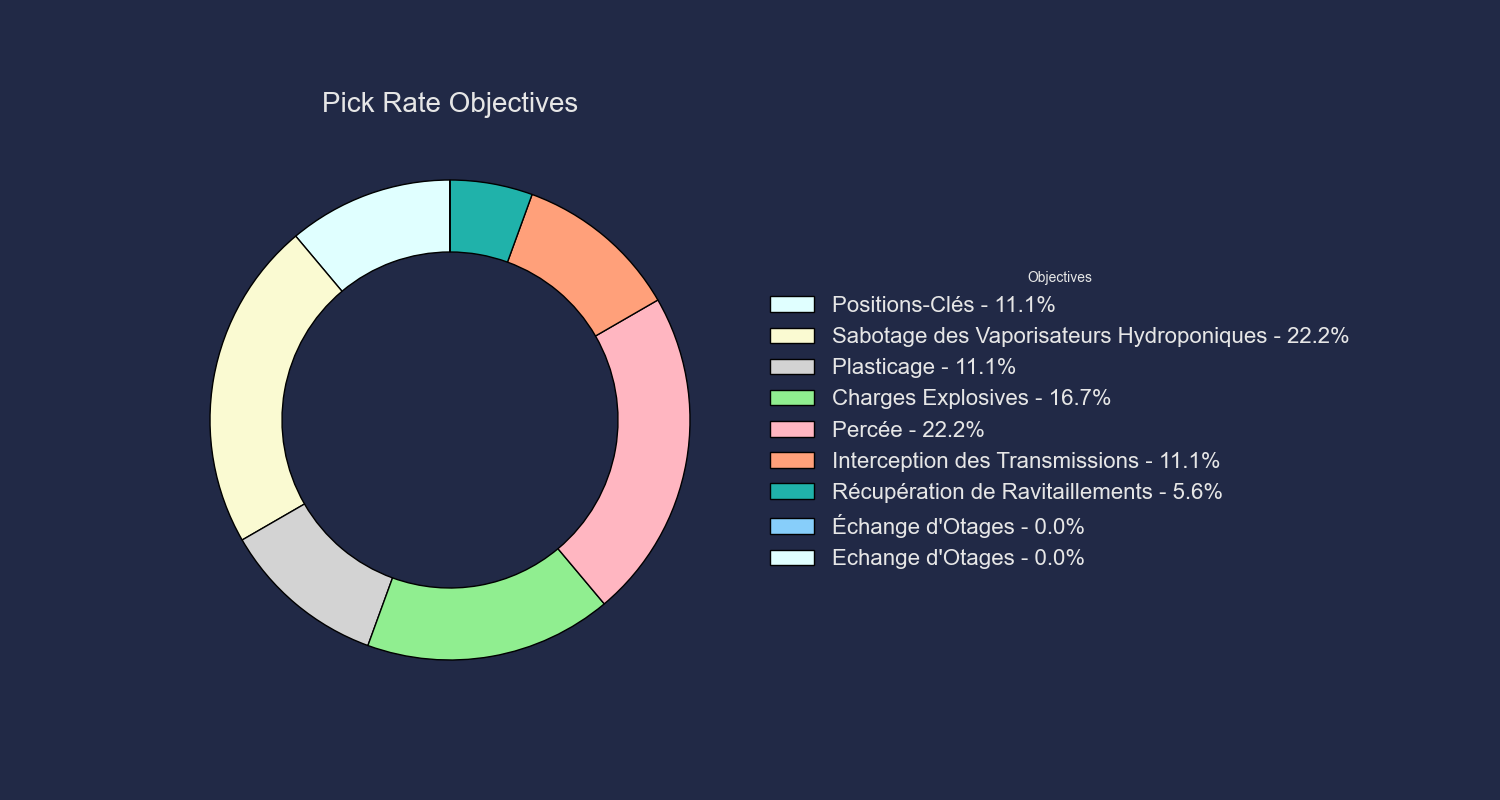 Pick Rate Objectives
Objectives
Positions-Clés - 11.1%
Sabotage des Vaporisateurs Hydroponiques - 22.2%
Plasticage - 11.1%
Charges Explosives - 16.7%
Percée - 22.2%
Interception des Transmissions - 11.1%
Récupération de Ravitaillements - 5.6%
Échange d'Otages - 0.0%
Echange d'Otages - 0.0%